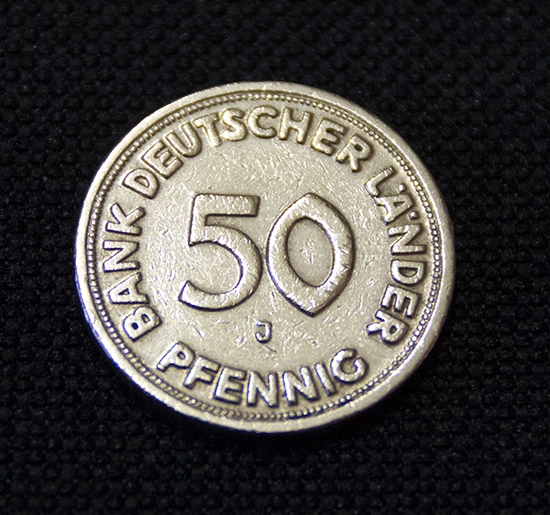 BANK DEUTSCHER LÄNDER
50
J
PFENNIG